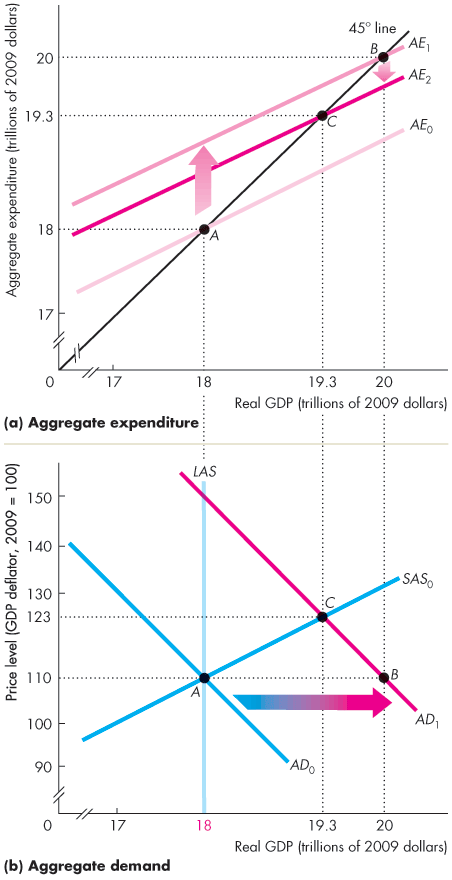 Aggregate expenditure (trillions of 2009 dollars)
45° line
B
AE1
AE2
C
AE0
A
20
19.3
18
17
0
17
18
19.3
20
Real GDP (trillions of 2009 dollars)
(a) Aggregate expenditure
Price level (GDP deflator, 2009 = 100)
LAS
150
140
130
123
110
100
90
SAS0
C
A
B
AD1
AD0
0
17
18
19.3
20
Real GDP (trillions of 2009 dollars)
(b) Aggregate demand